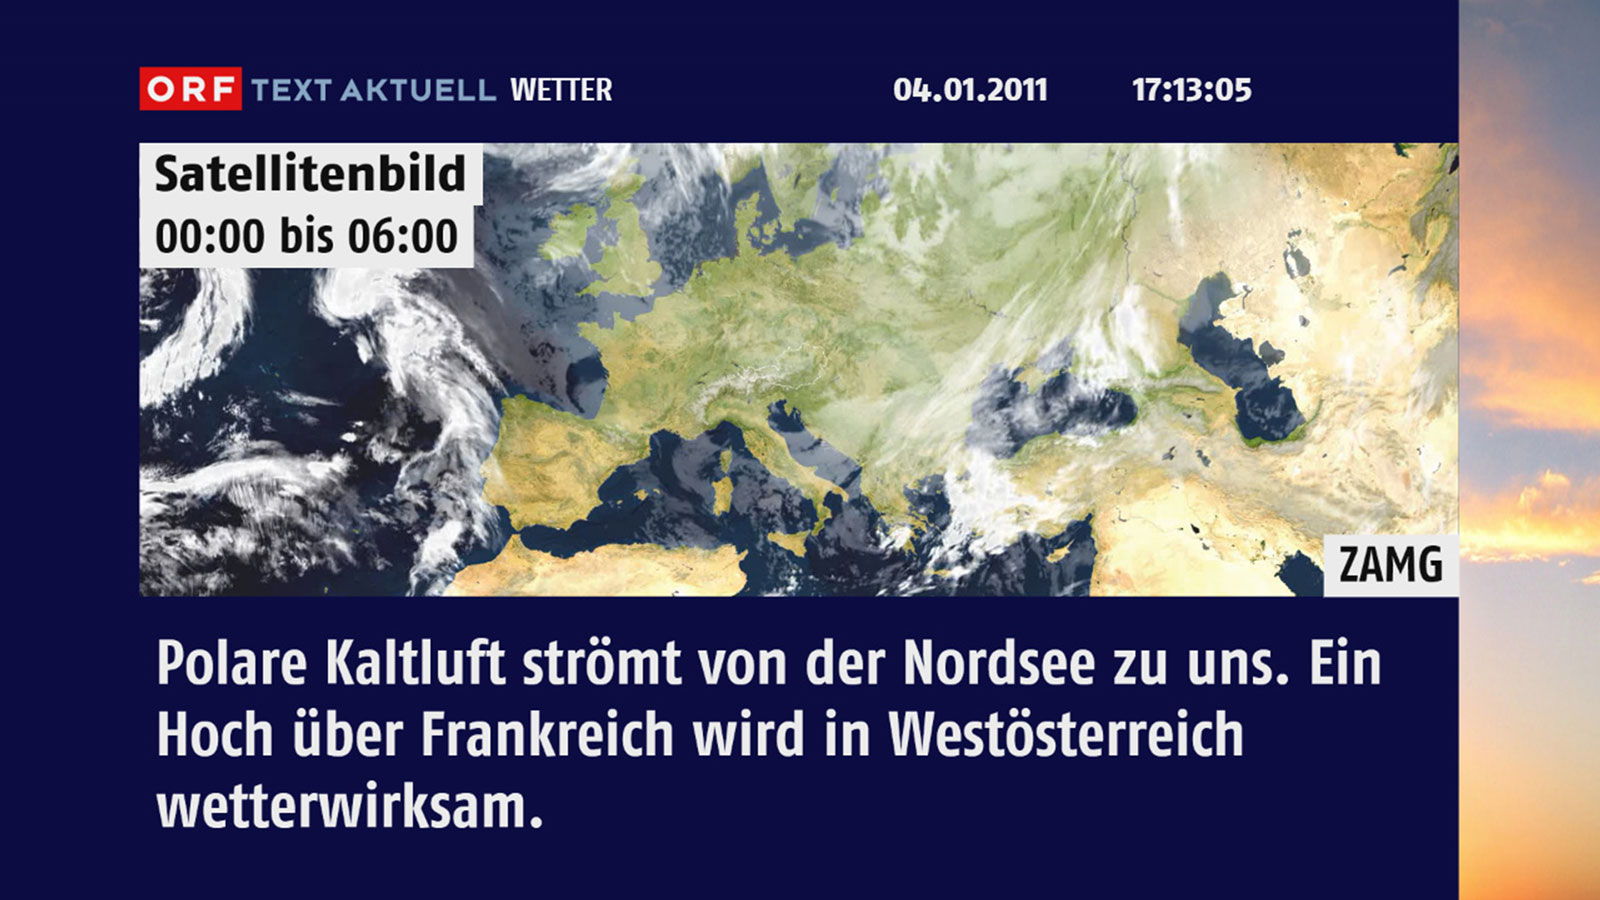 ORF TEXT AKTUELL WETTER 04.01.2011 17:13:05
Satellitenbild
00:00 bis 06:00
ZAMG
Polare Kaltluft strömt von der Nordsee zu uns. Ein
Hoch über Frankreich wird in Westösterreich
wetterwirksam.